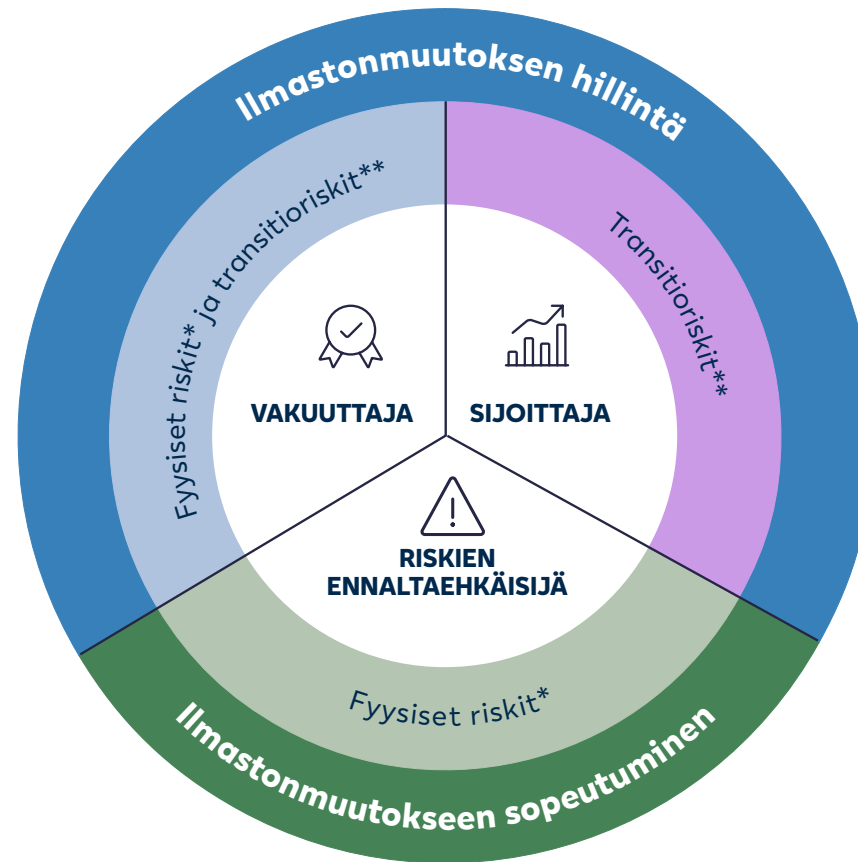 Ilmastonmuutoksen hillintä
Fyysiset riskit* ja transitioriskit**
Transitioriskit**
VAKUUTTAJA
SIJOITTAJA
RISKIEN
ENNALTAEHKÄISIJÄ
Fyysiset riskit*
Ilmastonmuutokseen sopeutuminen